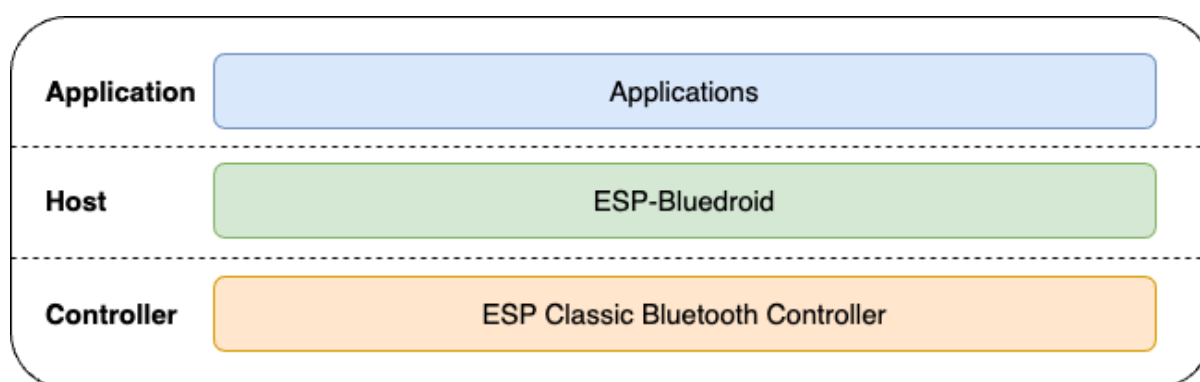 Application
Applications
Host
ESP-Bluedroid
Controller
ESP Classic Bluetooth Controller